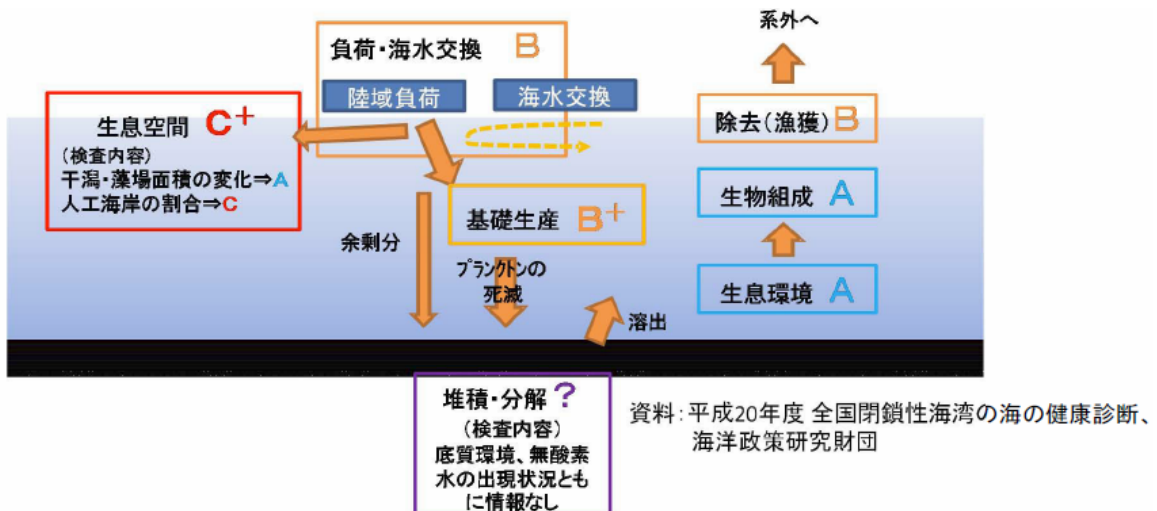 系外へ
負荷・海水交換 B
陸域負荷
海水交換
生息空間 C+
(検査内容)
干潟・藻場面積の変化⇒A
人工海岸の割合⇒C
除去(漁獲) B
生物組成 A
基礎生産 B+
余剰分
プランクトンの
死滅
生息環境 A
溶出
堆積・分解 ?
(検査内容)
底質環境、無酸素
水の出現状況とも
に情報なし
資料:平成20年度 全国閉鎖性海湾の海の健康診断、
海洋政策研究財団